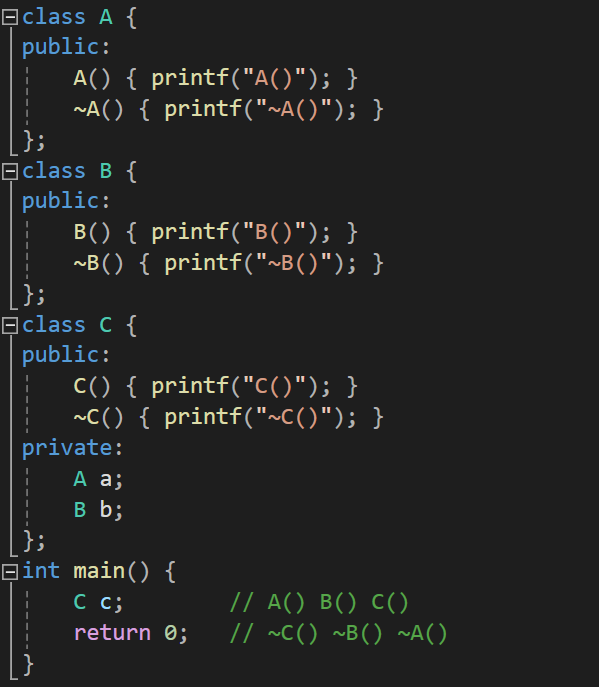 class A {
public:
    A() { printf("A()"); }
    ~A() { printf("~A()"); }
};
class B {
public:
    B() { printf("B()"); }
    ~B() { printf("~B()"); }
};
class C {
public:
    C() { printf("C()"); }
    ~C() { printf("~C()"); }
private:
    A a;
    B b;
};
int main() {
    C c;        // A() B() C()
    return 0;   // ~C() ~B() ~A()
}